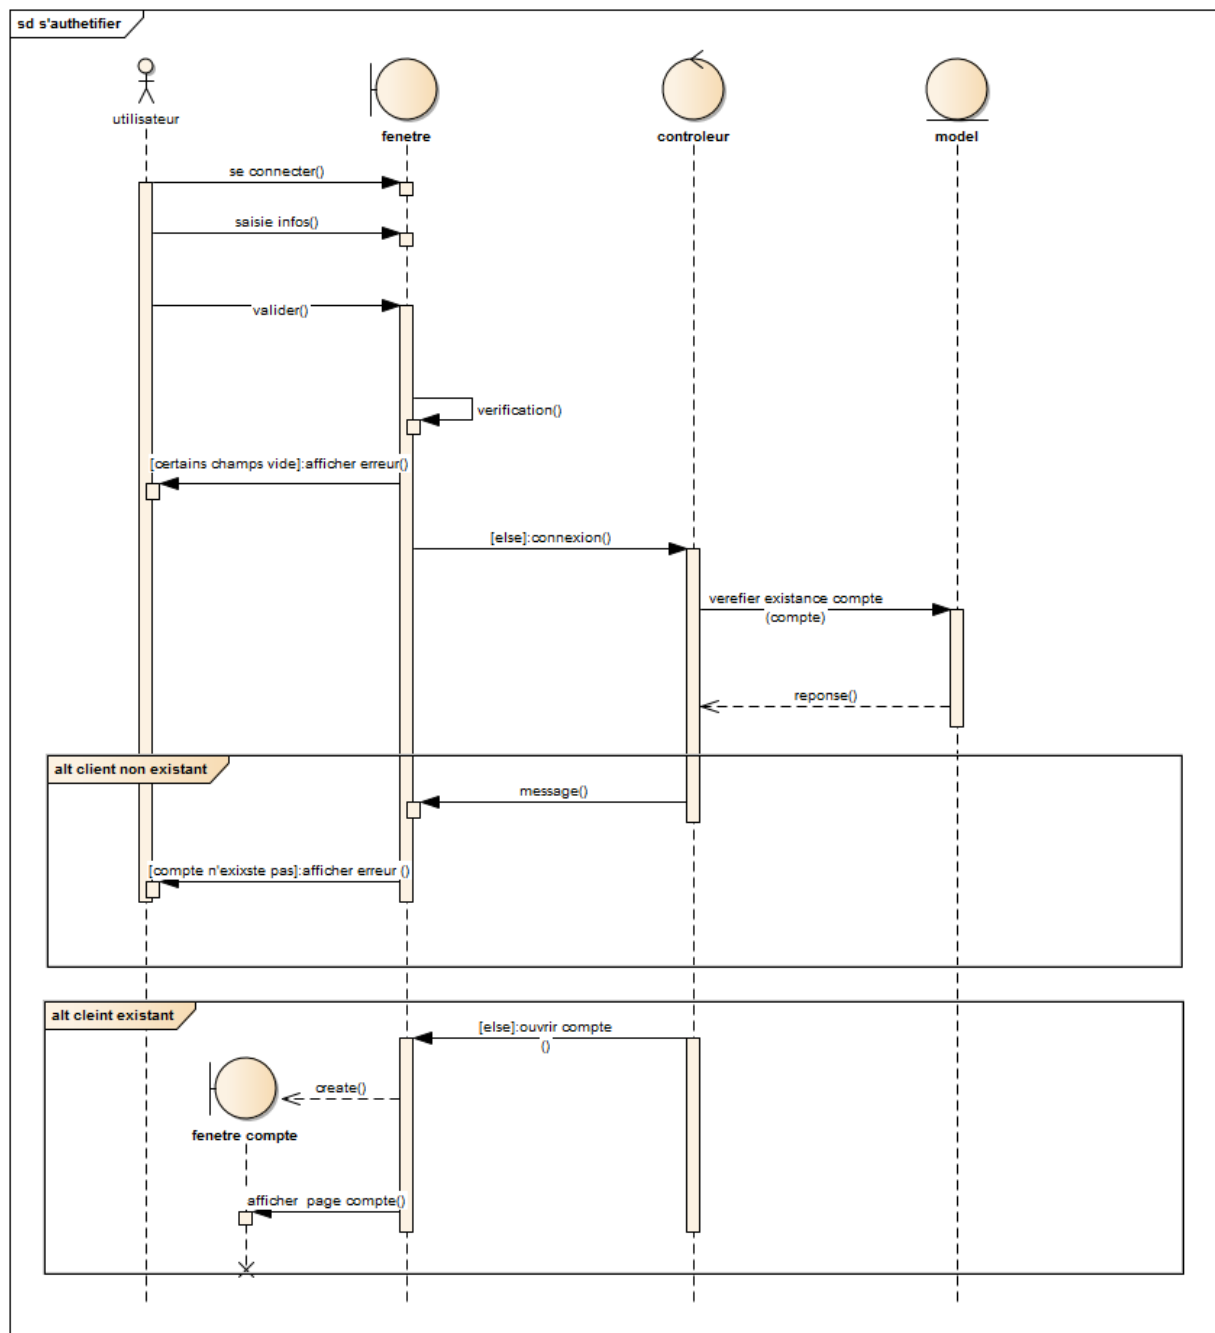 sd s'authetifier
utilisateur
fenetre
controleur
model
se connecter()
saisie infos()
valider()
verification()
[certains champs vide]:afficher erreur()
[else]:connexion()
verefier existance compte
(compte)
reponse()
alt client non existant
message()
[compte n'exixste pas]:afficher erreur ()
alt cleint existant
[else]:ouvrir compte
()
create()
fenetre compte
afficher  page compte()